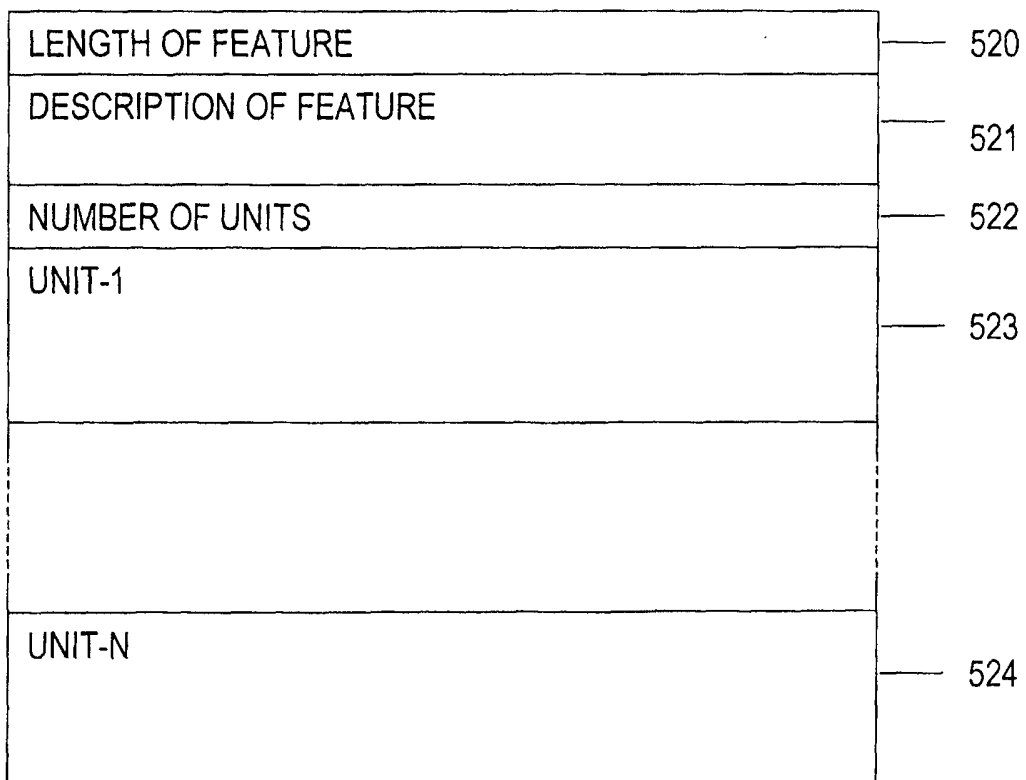 LENGTH OF FEATURE 520
DESCRIPTION OF FEATURE 521
NUMBER OF UNITS 522
UNIT-1 523
UNIT-N 524